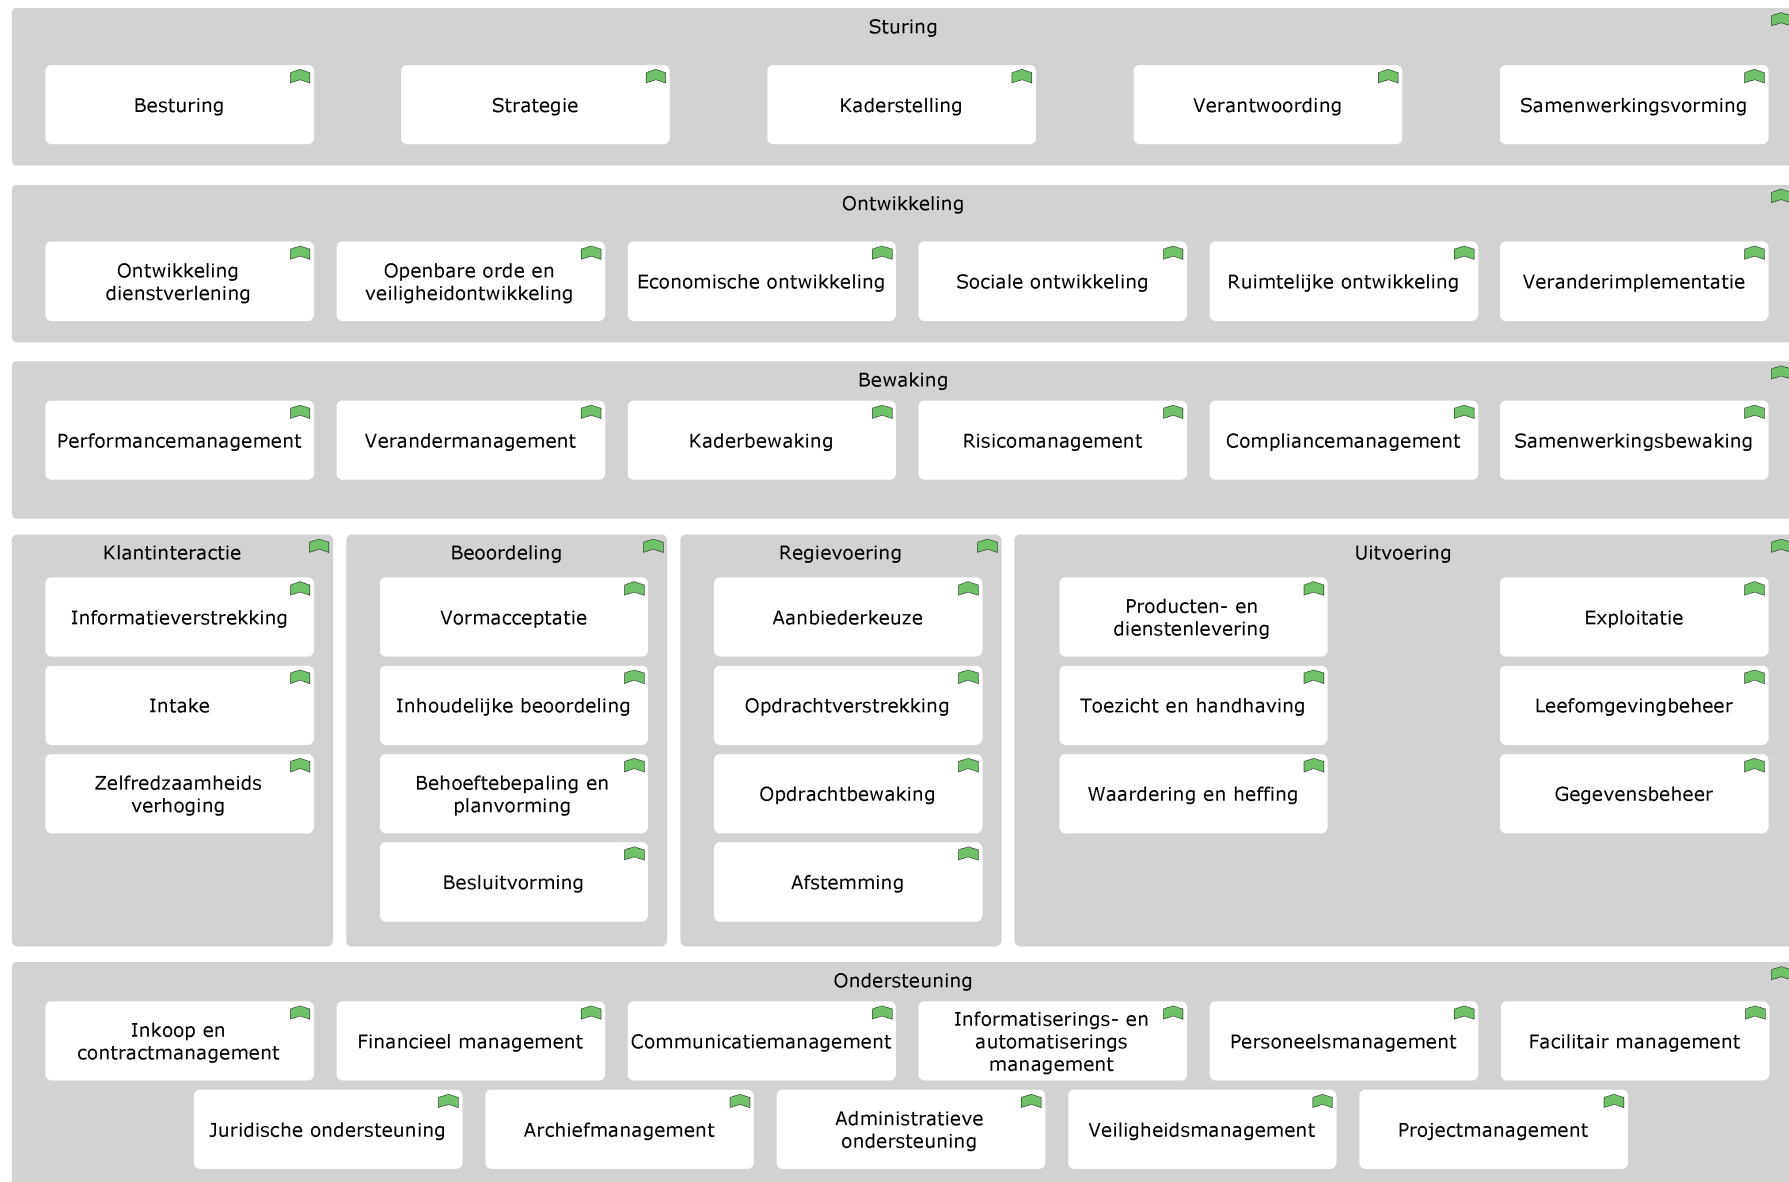 Sturing
Besturing
Strategie
Kaderstelling
Verantwoording
Samenwerkingsvorming
Ontwikkeling
Ontwikkeling
dienstverlening
Openbare orde en
veiligheidontwikkeling
Economische ontwikkeling
Sociale ontwikkeling
Ruimtelijke ontwikkeling
Veranderimplementatie
Bewaking
Performancemanagement
Verandermanagement
Kaderbewaking
Risicomanagement
Compliancemanagement
Samenwerkingsbewaking
Klantinteractie
Informatieverstrekking
Intake
Zelfredzaamheids
verhoging
Beoordeling
Vormacceptatie
Inhoudelijke beoordeling
Behoeftebepaling en
planvorming
Besluitvorming
Regievoering
Aanbiederkeuze
Opdrachtverstrekking
Opdrachtbewaking
Afstemming
Uitvoering
Producten- en
dienstenlevering
Exploitatie
Toezicht en handhaving
Leefomgevingbeheer
Waardering en heffing
Gegevensbeheer
Ondersteuning
Inkoop en
contractmanagement
Financieel management
Communicatiemanagement
Informatiserings- en
automatiserings
management
Personeelsmanagement
Facilitair management
Juridische ondersteuning
Archiefmanagement
Administratieve
ondersteuning
Veiligheidsmanagement
Projectmanagement